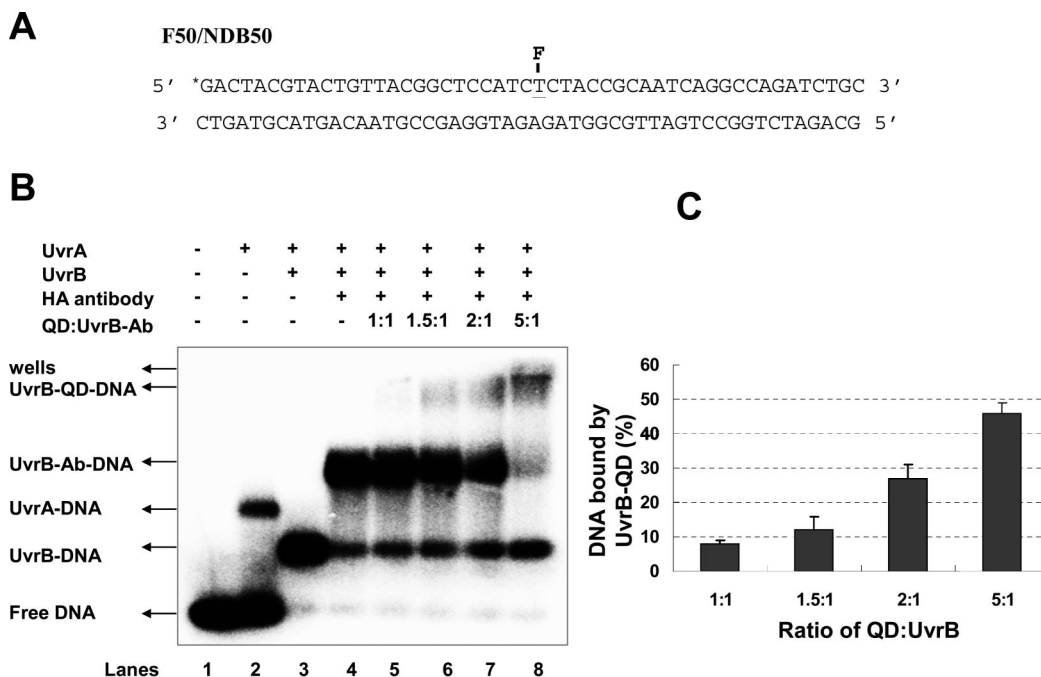 A
F50/NDB50
F
5′ *GACTACGTACTGTTACGGCTCCATCTCTACCGCAATCAGGCCAGATCTGC 3′
3′ CTGATGCATGACAATGCCGAGGTAGAGATGGCGTTAGTCCGGTCTAGACG 5′
B
UvrA - + + + + + + +
UvrB - - + + + + + +
HA antibody - - - + + + + +
QD:UvrB-Ab - - - - 1:1 1.5:1 2:1 5:1
wells
UvrB-QD-DNA
UvrB-Ab-DNA
UvrA-DNA
UvrB-DNA
Free DNA
Lanes 1 2 3 4 5 6 7 8
C
DNA bound by
UvrB-QD (%)
60
50
40
30
20
10
0
1:1 1.5:1 2:1 5:1
Ratio of QD:UvrB